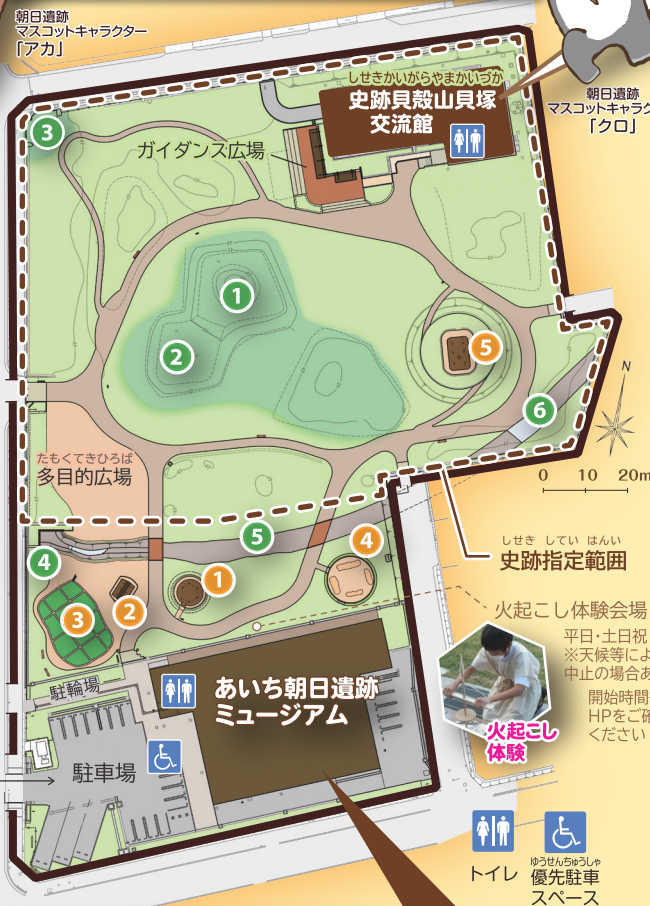 朝日遺跡
マスコットキャラクター
「アカ」
朝日遺跡
マスコットキャラク
「クロ」
しせきかいがらやまかいづか
史跡貝殻山貝塚
交流館
ガイダンス広場
3
1
2
5
6
N
0 10 20m
たもくてきひろば
多目的広場
5
4
4
1
2
3
しせき してい はんい
史跡指定範囲
火起こし体験会場
平日・土日祝
※天候等によ
中止の場合あ
開始時間
HPをご確
ください
火起こし
体験
駐輪場
あいち朝日遺跡
ミュージアム
駐車場
トイレ
ゆうせんちゅうしゃ
優先駐車
スペース